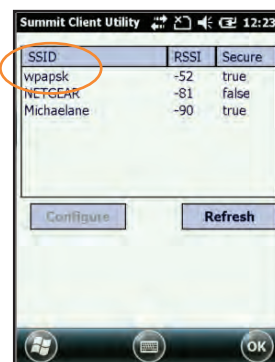 Summit Client Utility 12:23
SSID RSSI Secure
wpapsk -52 true
NETGEAR -81 false
Michaelane -90 true
Configure Refresh
OK